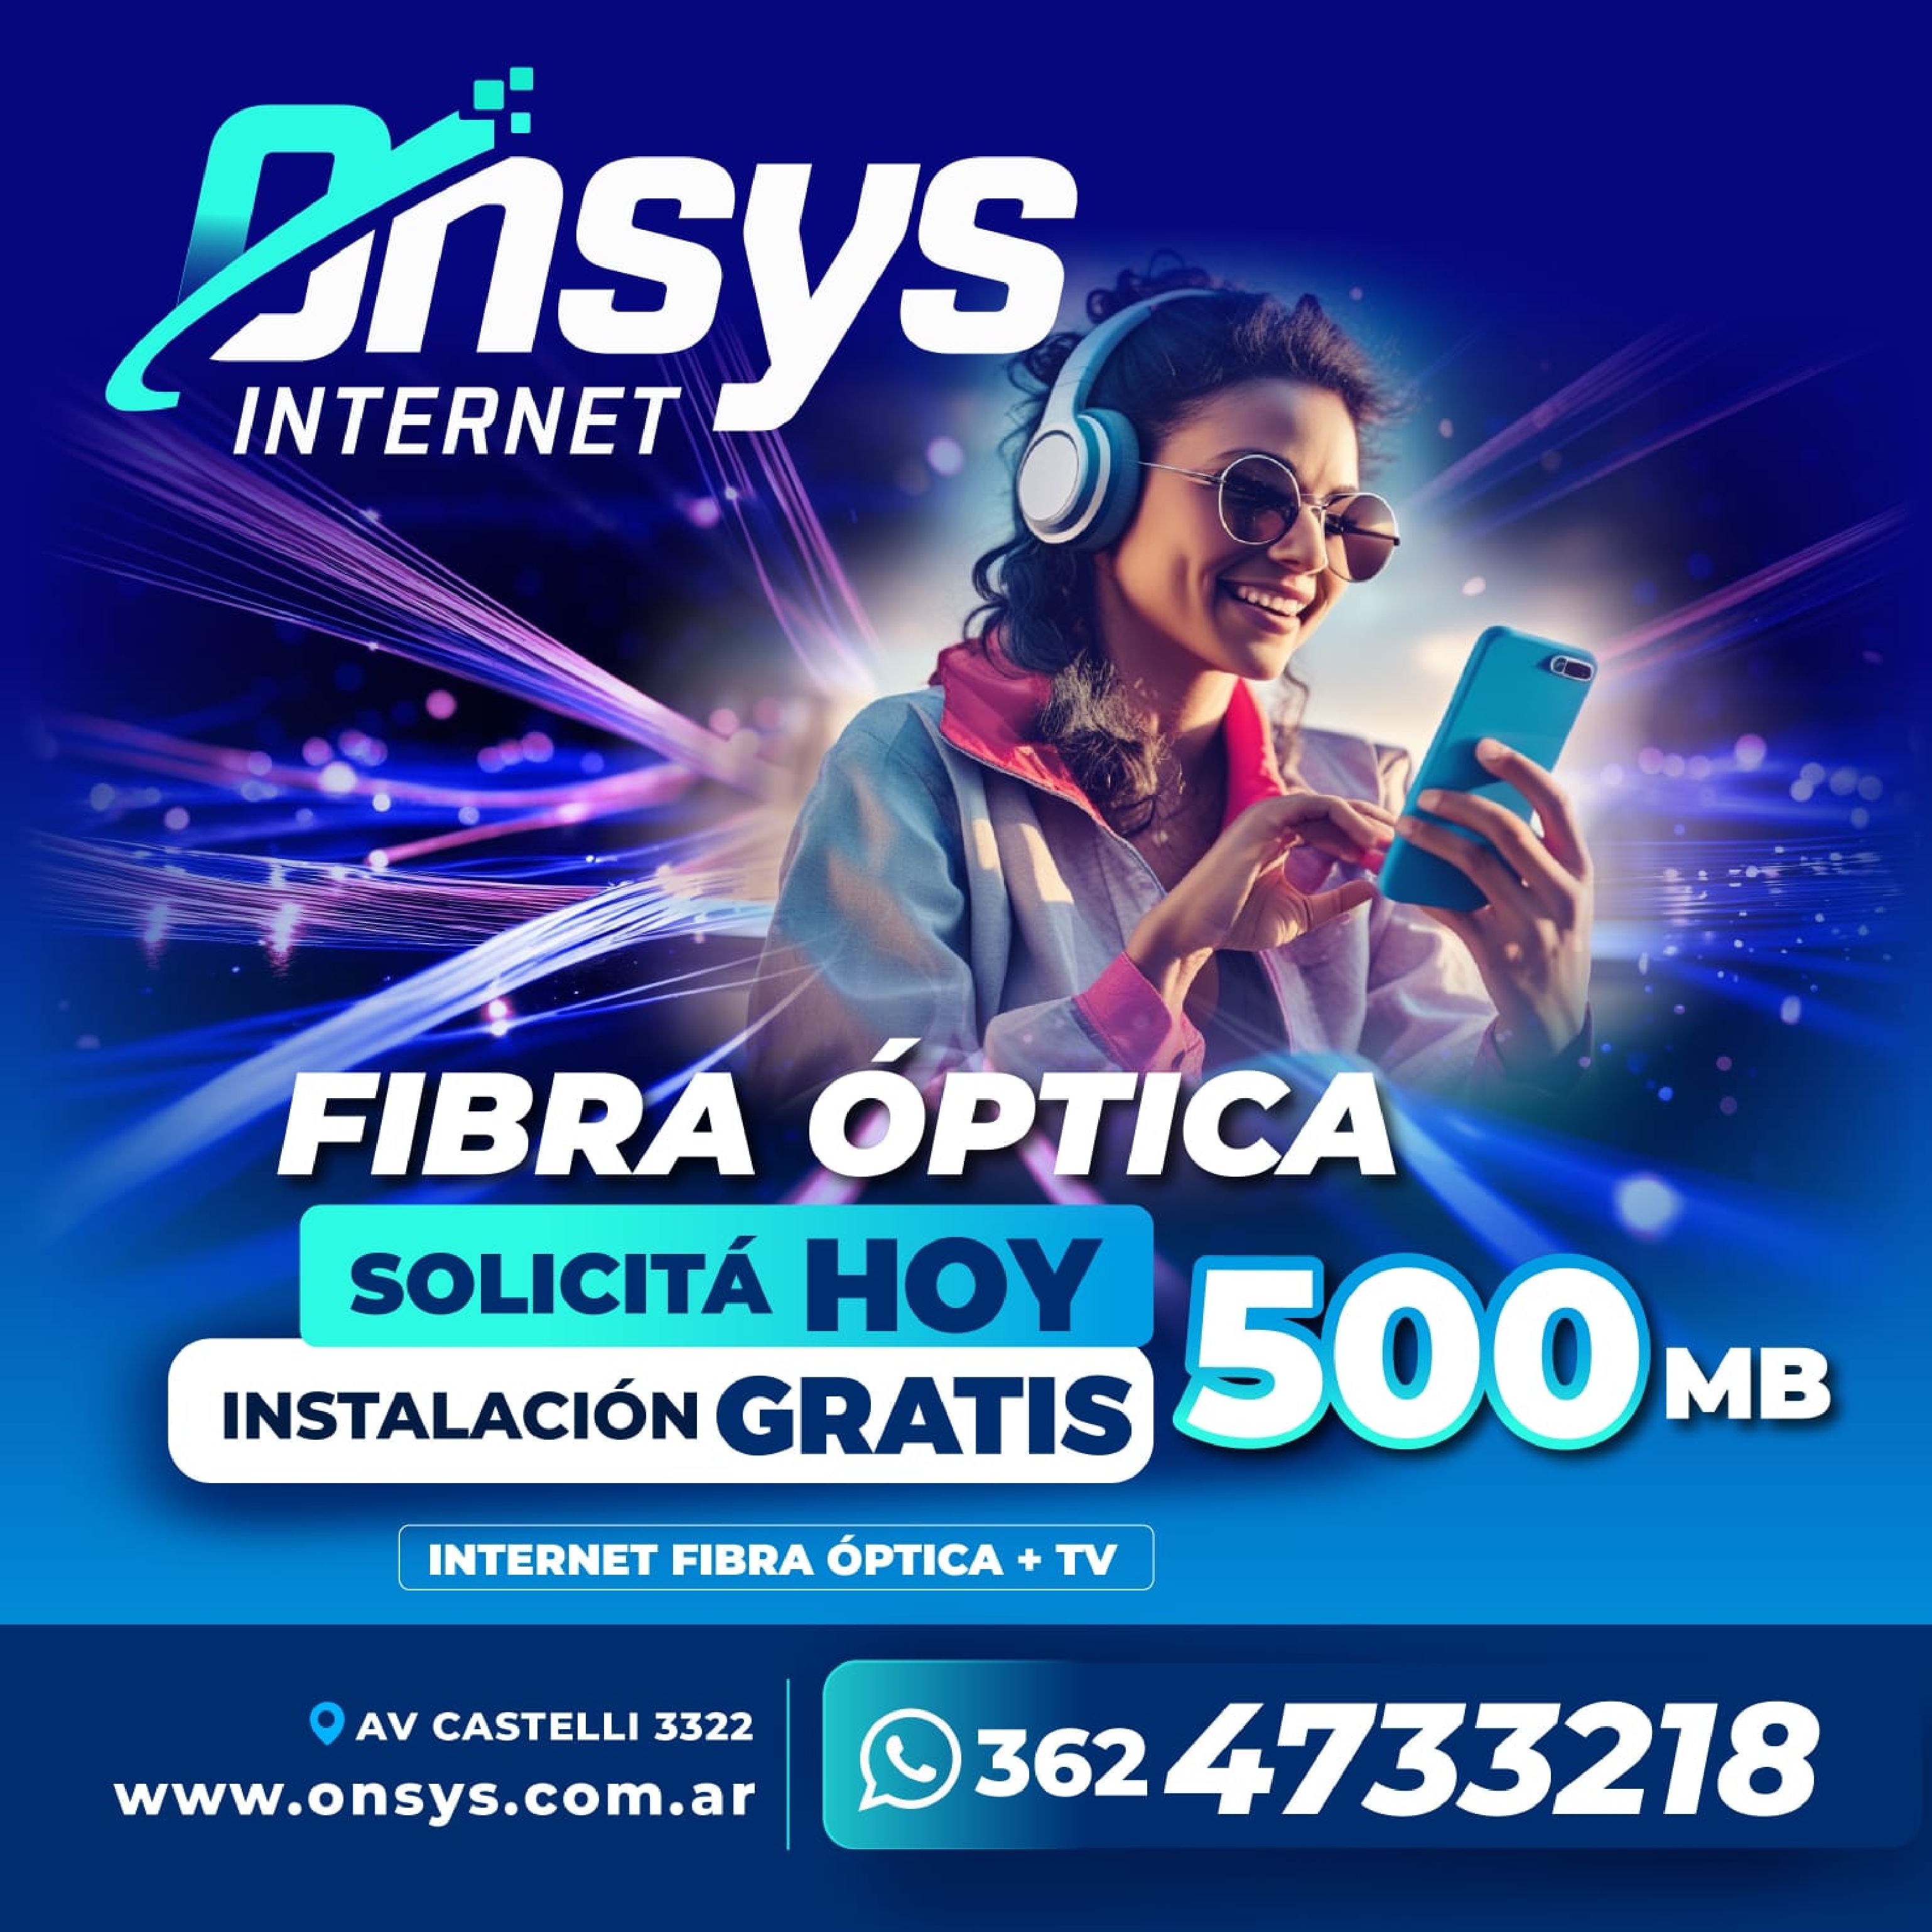 Onsys
INTERNET
FIBRA ÓPTICA
SOLICITÁ HOY
INSTALACIÓN GRATIS
500 MB
INTERNET FIBRA ÓPTICA + TV
AV CASTELLI 3322
www.onsys.com.ar
362 4733218